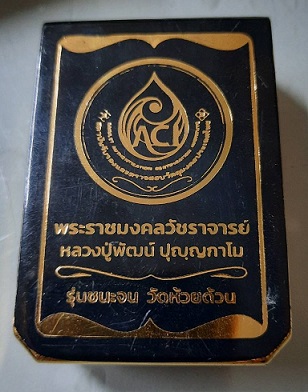 ACI
พระราชมงคลวัชราจารย์
หลวงปู่พัฒน์ ปุญฺญกาโม
รุ่นชนะจน วัดห้วยด้วน